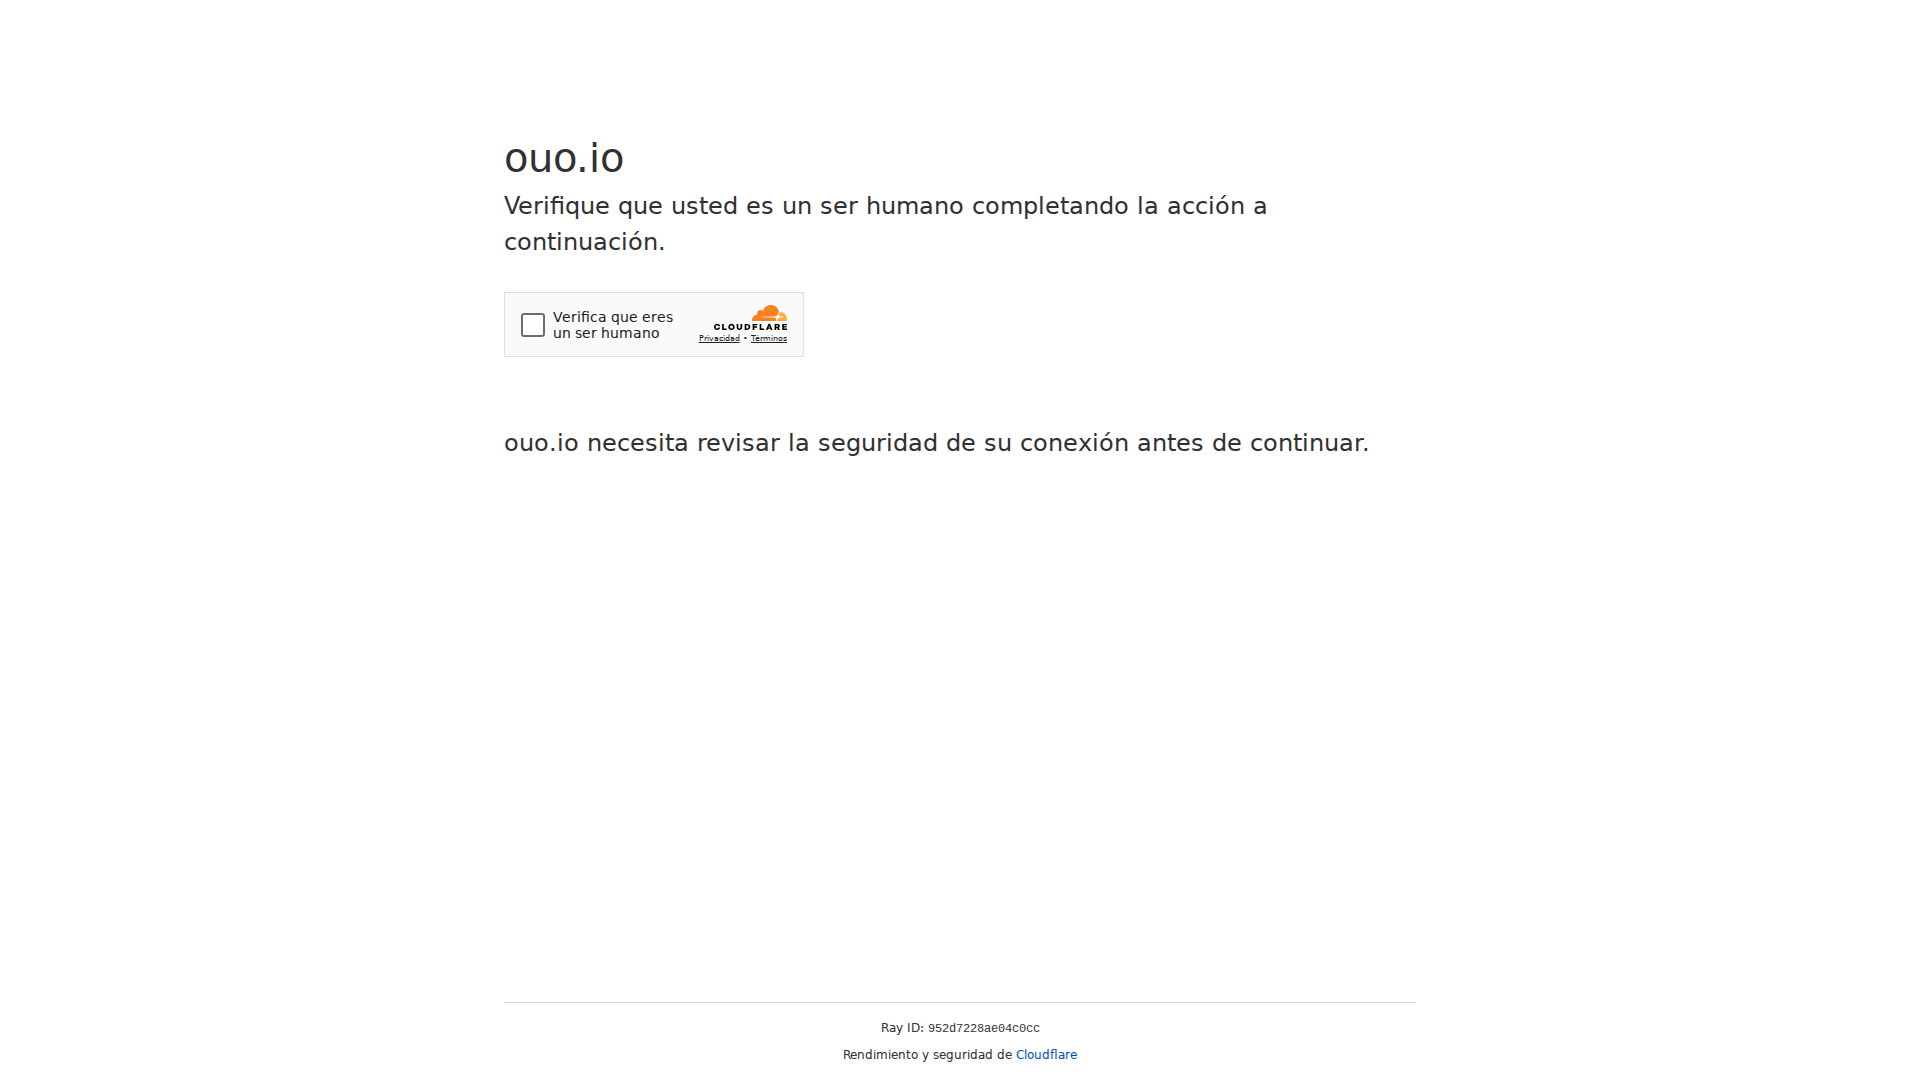 ouo.io
Verifique que usted es un ser humano completando la acción a
continuación.
Verifica que eres
un ser humano
CLOUDFLARE
Privacidad • Términos
ouo.io necesita revisar la seguridad de su conexión antes de continuar.
Ray ID: 952d7228ae04c0cc
Rendimiento y seguridad de Cloudflare